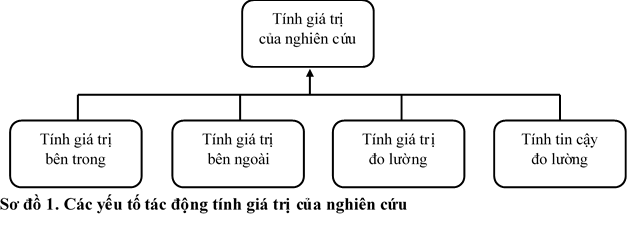 Tính giá trị
của nghiên cứu
Tính giá trị
bên trong
Tính giá trị
bên ngoài
Tính giá trị
đo lường
Tính tin cậy
đo lường
Sơ đồ 1. Các yếu tố tác động tính giá trị của nghiên cứu